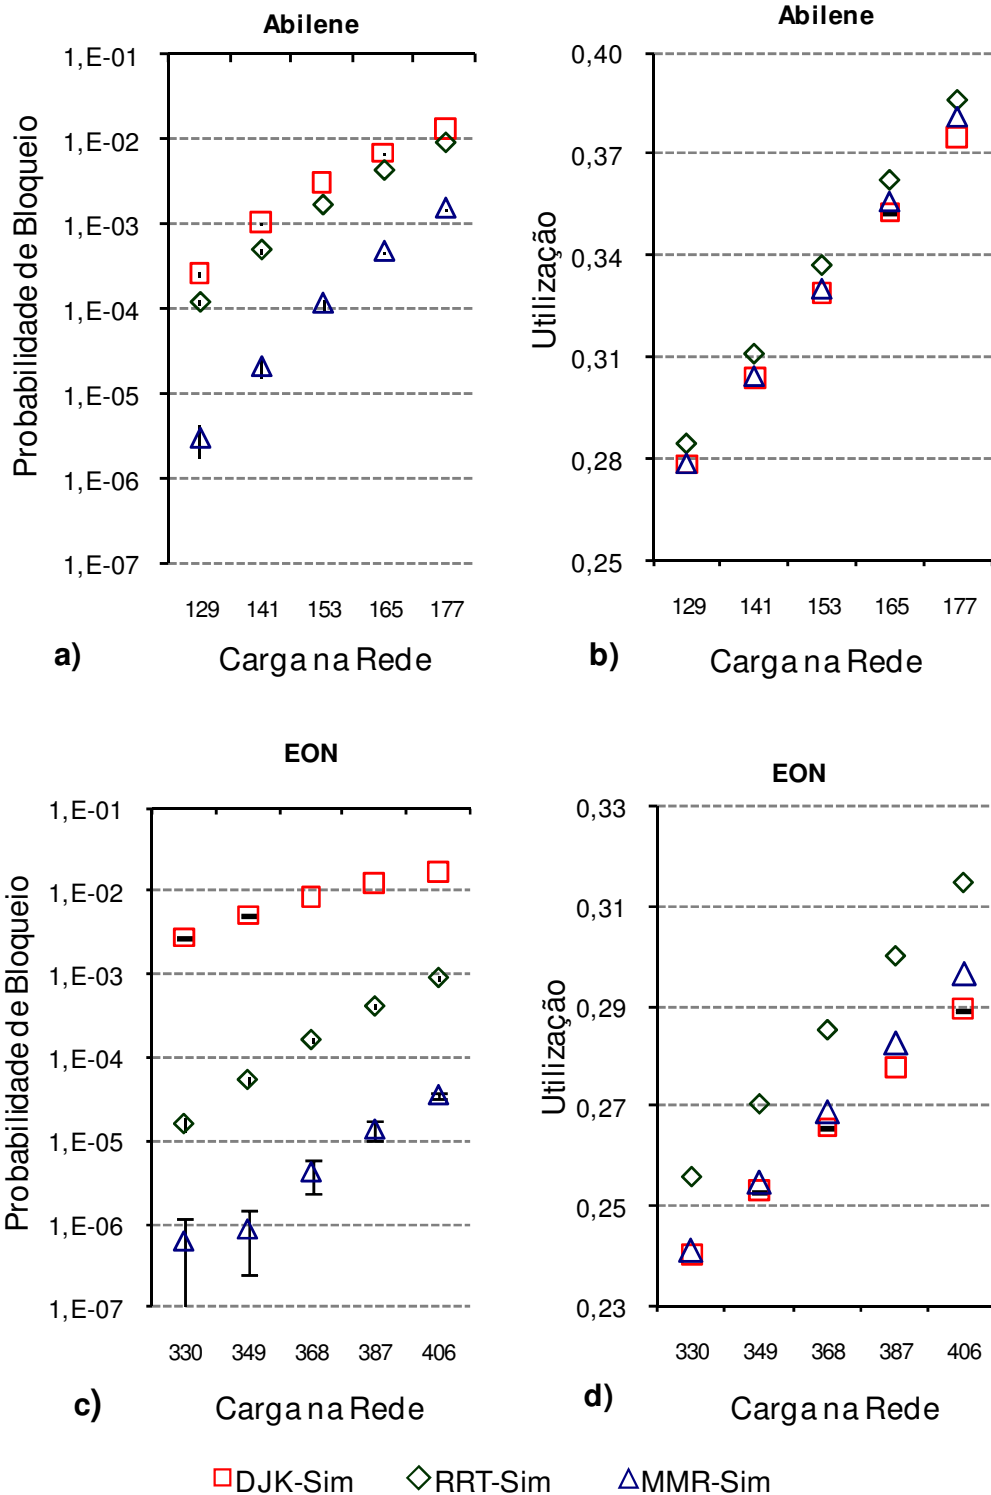 Abilene
1,E-01
1,E-02
1,E-03
1,E-04
1,E-05
1,E-06
1,E-07
Probabilidade de Bloqueio
129 141 153 165 177
a) Carga na Rede
Abilene
0,40
0,37
0,34
0,31
0,28
0,25
Utilização
129 141 153 165 177
b) Carga na Rede
EON
1,E-01
1,E-02
1,E-03
1,E-04
1,E-05
1,E-06
1,E-07
Probabilidade de Bloqueio
330 349 368 387 406
c) Carga na Rede
EON
0,33
0,31
0,29
0,27
0,25
0,23
Utilização
330 349 368 387 406
d) Carga na Rede
DJK-Sim RRT-Sim MMR-Sim